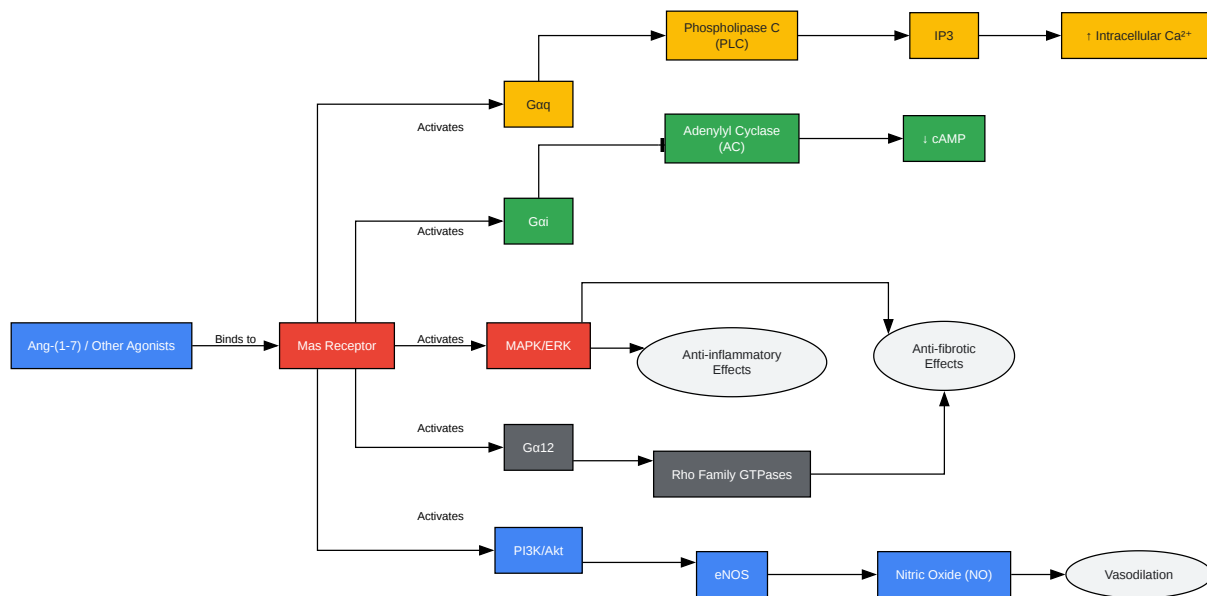 Phospholipase C
(PLC)
IP3
↑ Intracellular Ca²⁺
Gαq
Activates
Adenylyl Cyclase
(AC)
↓ cAMP
Gαi
Activates
Ang-(1-7) / Other Agonists
Binds to
Mas Receptor
Activates
MAPK/ERK
Anti-inflammatory
Effects
Anti-fibrotic
Effects
Activates
Gα12
Rho Family GTPases
Activates
PI3K/Akt
eNOS
Nitric Oxide (NO)
Vasodilation